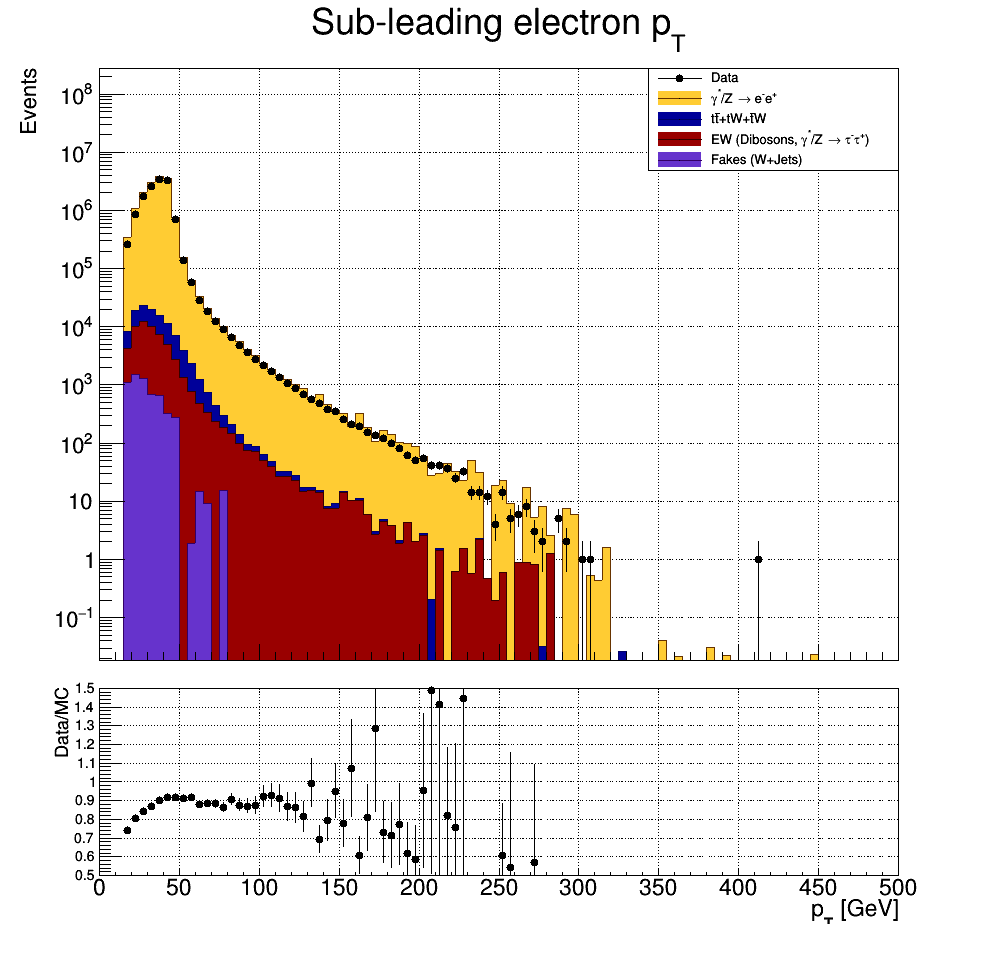 Sub-leading electron p_T
Events
10^8
10^7
10^6
10^5
10^4
10^3
10^2
10
1
10^−1
Data
γ*/Z → e⁻e⁺
tt̄+tW+t̄W
EW (Dibosons, γ*/Z → τ⁻τ⁺)
Fakes (W+Jets)
Data/MC
1.5
1.4
1.3
1.2
1.1
1
0.9
0.8
0.7
0.6
0.5
0 50 100 150 200 250 300 350 400 450 500
p_T [GeV]